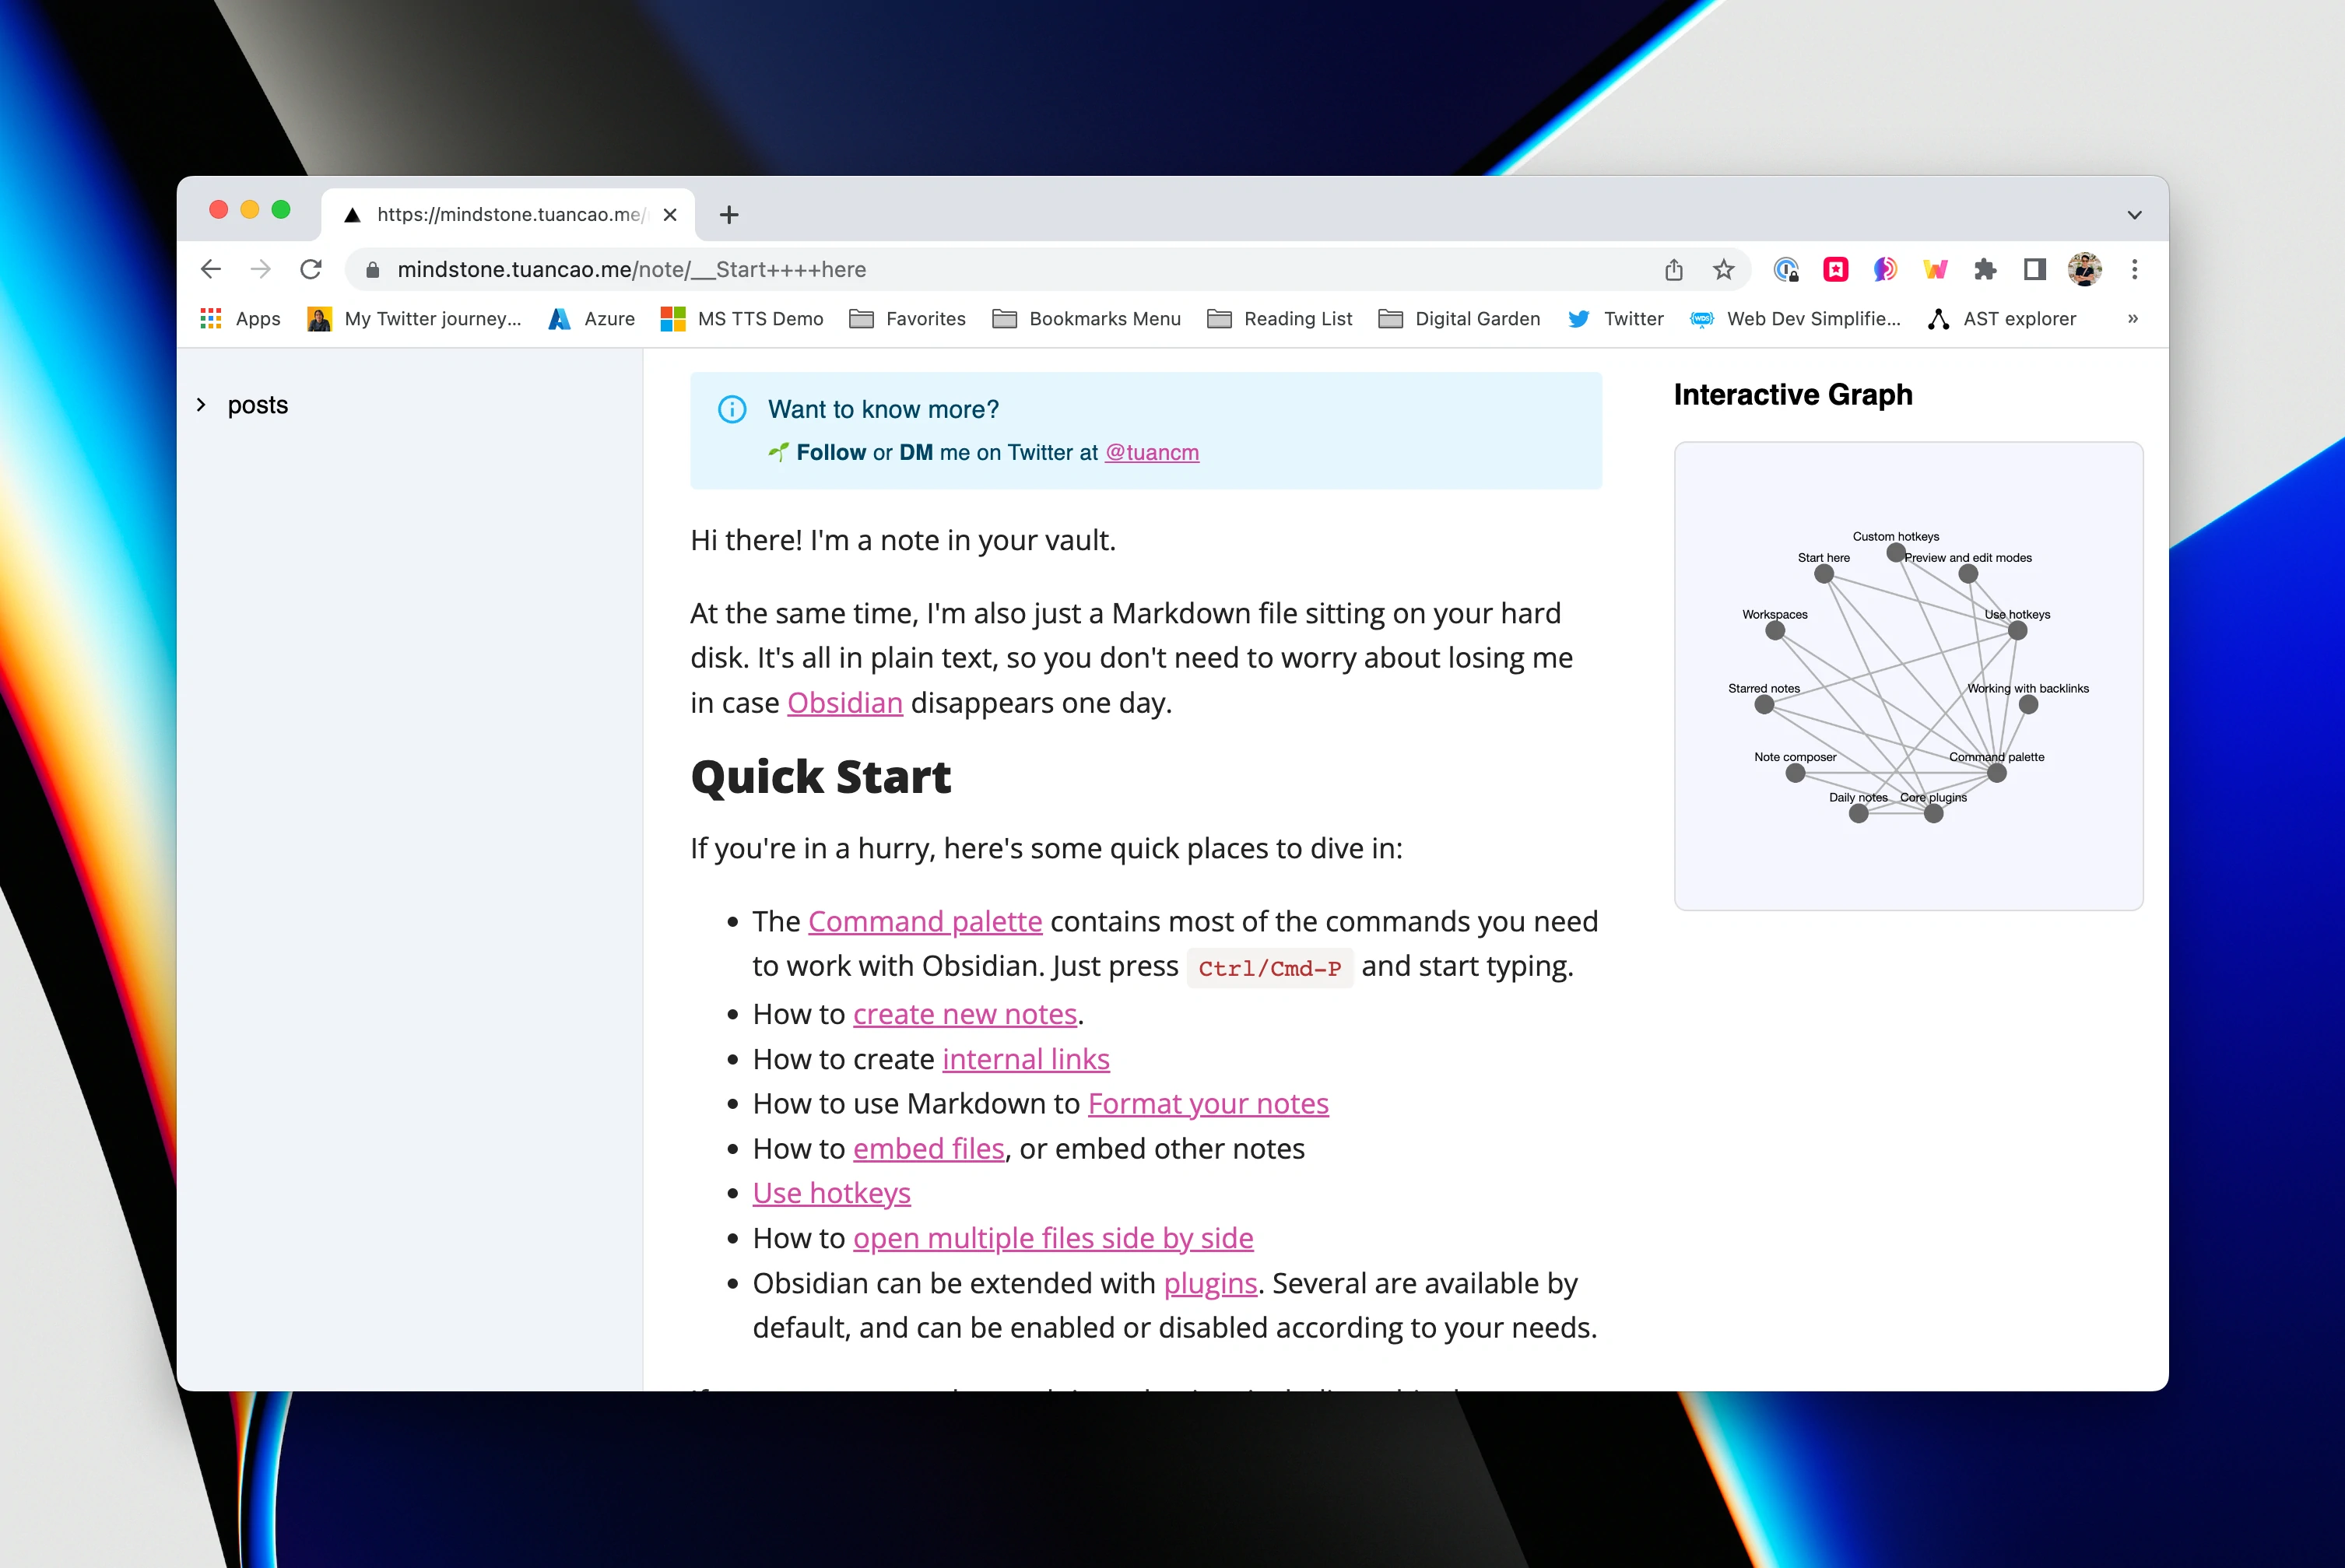 https://mindstone.tuancao.me/
mindstone.tuancao.me/note/__Start++++here
Apps My Twitter journey... Azure MS TTS Demo Favorites Bookmarks Menu Reading List Digital Garden Twitter Web Dev Simplifie... AST explorer »
posts
Want to know more?
Follow or DM me on Twitter at @tuancm
Hi there! I'm a note in your vault.
At the same time, I'm also just a Markdown file sitting on your hard
disk. It's all in plain text, so you don't need to worry about losing me
in case Obsidian disappears one day.
Quick Start
If you're in a hurry, here's some quick places to dive in:
• The Command palette contains most of the commands you need
to work with Obsidian. Just press Ctrl/Cmd-P and start typing.
• How to create new notes.
• How to create internal links
• How to use Markdown to Format your notes
• How to embed files, or embed other notes
• Use hotkeys
• How to open multiple files side by side
• Obsidian can be extended with plugins. Several are available by
default, and can be enabled or disabled according to your needs.
Interactive Graph
Custom hotkeys
Start here
Preview and edit modes
Workspaces
Use hotkeys
Starred notes
Working with backlinks
Note composer
Command palette
Daily notes
Core plugins